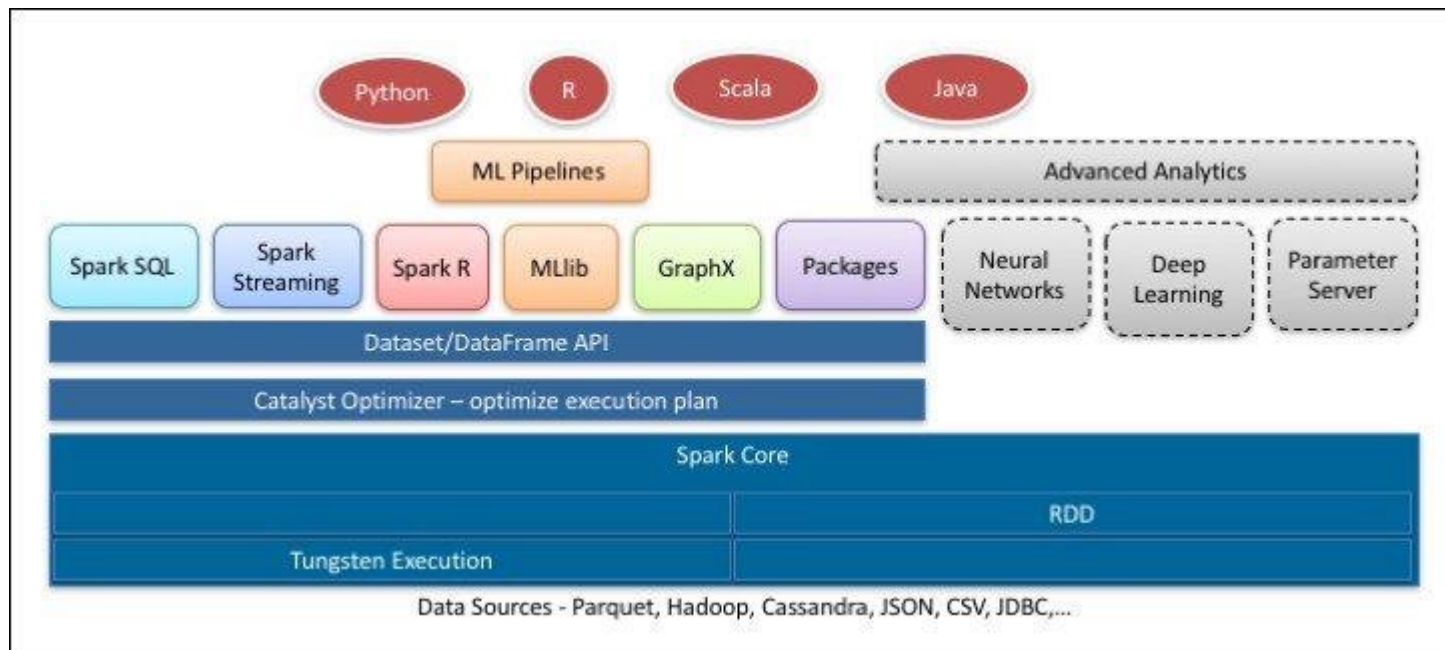 Python
R
Scala
Java
ML Pipelines
Advanced Analytics
Spark SQL
Spark
Streaming
Spark R
MLlib
GraphX
Packages
Neural
Networks
Deep
Learning
Parameter
Server
Dataset/DataFrame API
Catalyst Optimizer – optimize execution plan
Spark Core
RDD
Tungsten Execution
Data Sources - Parquet, Hadoop, Cassandra, JSON, CSV, JDBC,...